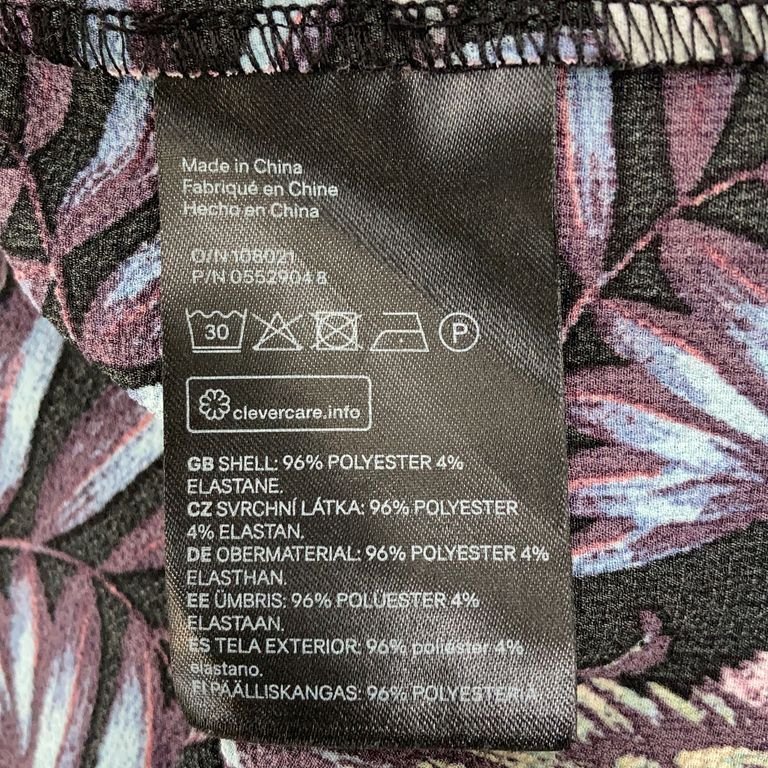 Made in China
Fabriqué en Chine
Hecho en China
O/N 108021
P/N 0552904 8
30
P
clevercare.info
GB SHELL: 96% POLYESTER 4%
ELASTANE.
CZ SVRCHNÍ LÁTKA: 96% POLYESTER
4% ELASTAN.
DE OBERMATERIAL: 96% POLYESTER 4%
ELASTHAN.
EE ÜMBRIS: 96% POLÜESTER 4%
ELASTAAN.
ES TELA EXTERIOR: 96% poliéster 4%
elastano.
FI PÄÄLLISKANGAS: 96% POLYESTERIÄ